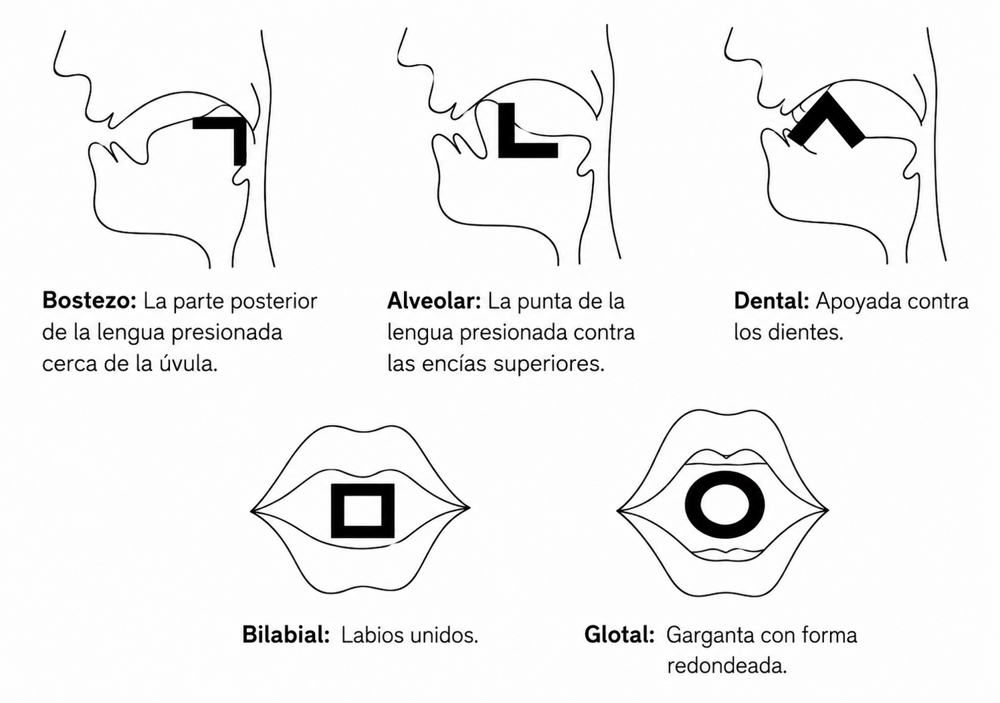 Bostezo: La parte posterior
de la lengua presionada
cerca de la úvula.
Alveolar: La punta de la
lengua presionada contra
las encías superiores.
Dental: Apoyada contra
los dientes.
Bilabial: Labios unidos.
Glotal: Garganta con forma
redondeada.